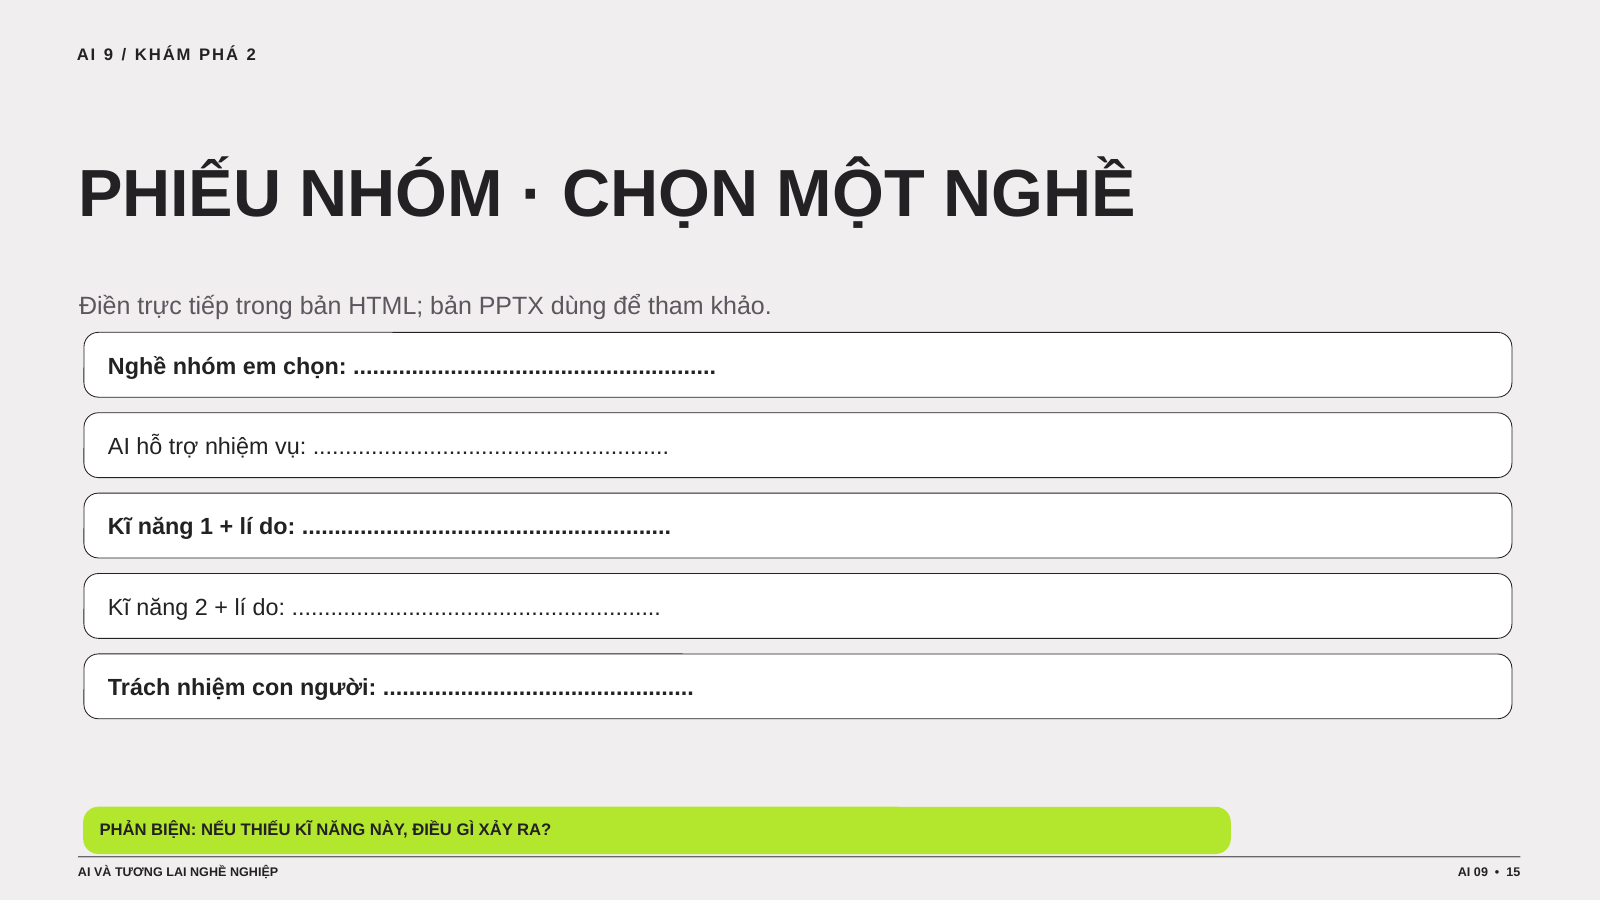 AI 9 / KHÁM PHÁ 2
PHIẾU NHÓM · CHỌN MỘT NGHỀ
Điền trực tiếp trong bản HTML; bản PPTX dùng để tham khảo.
Nghề nhóm em chọn: ........................................................
AI hỗ trợ nhiệm vụ: .......................................................
Kĩ năng 1 + lí do: .........................................................
Kĩ năng 2 + lí do: .........................................................
Trách nhiệm con người: ................................................
PHẢN BIỆN: NẾU THIẾU KĨ NĂNG NÀY, ĐIỀU GÌ XẢY RA?
AI VÀ TƯƠNG LAI NGHỀ NGHIỆP
AI 09 • 15